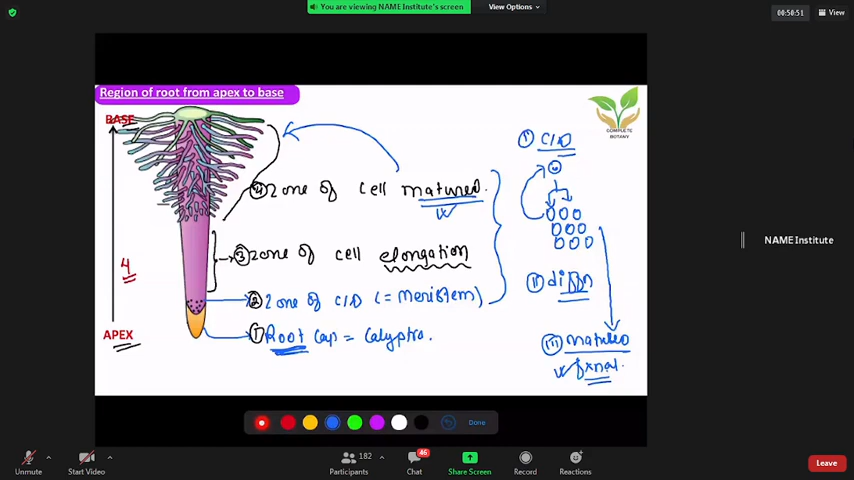 You are viewing NAME Institute's screen
View Options
00:50:51
View
Region of root from apex to base
BASE
COMPLETE
BOTANY
① C/D
④ Zone of cell matured.
③ Zone of cell elongation
4
② Zone of C/D (= Meristem)
② diffn
APEX
① Root Cap = Calyptra.
③ matured
fxnal.
NAME Institute
Done
182
46
Unmute
Start Video
Participants
Chat
Share Screen
Record
Reactions
Leave